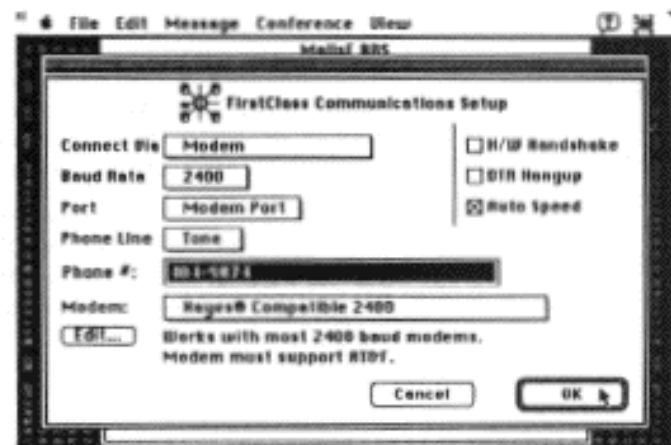 File Edit Message Conference View
FirstClass Communications Setup
Connect Via Modem
H/W Handshake
Baud Rate 2400
DTR Hangup
Port Modem Port
Auto Speed
Phone Line Tone
Phone #:
Modem: Hayes® Compatible 2400
Edit... Works with most 2400 baud modems.
Modem must support ATDT.
Cancel OK